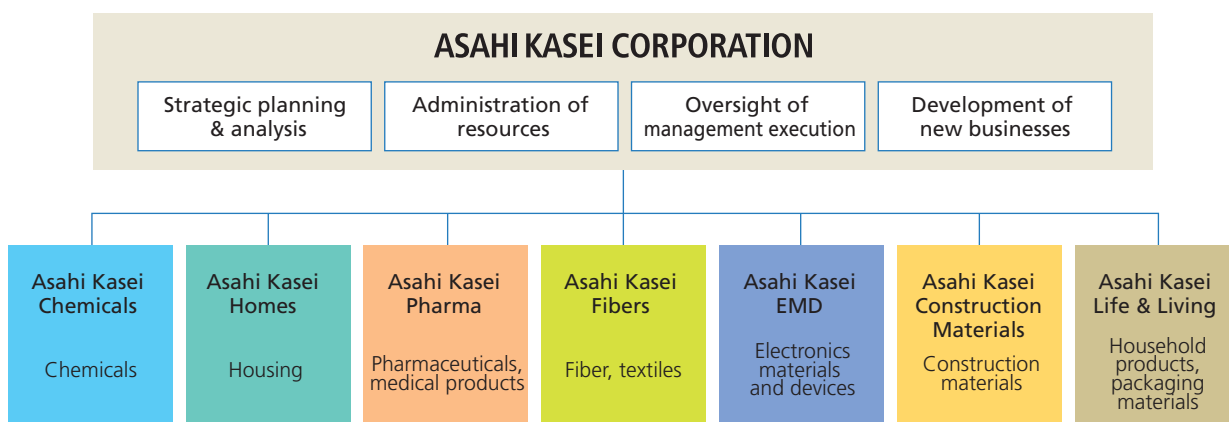 ASAHI KASEI CORPORATION
Strategic planning
& analysis
Administration of
resources
Oversight of
management execution
Development of
new businesses
Asahi Kasei
Chemicals
Chemicals
Asahi Kasei
Homes
Housing
Asahi Kasei
Pharma
Pharmaceuticals,
medical products
Asahi Kasei
Fibers
Fiber, textiles
Asahi Kasei
EMD
Electronics
materials
and devices
Asahi Kasei
Construction
Materials
Construction
materials
Asahi Kasei
Life & Living
Household
products,
packaging
materials